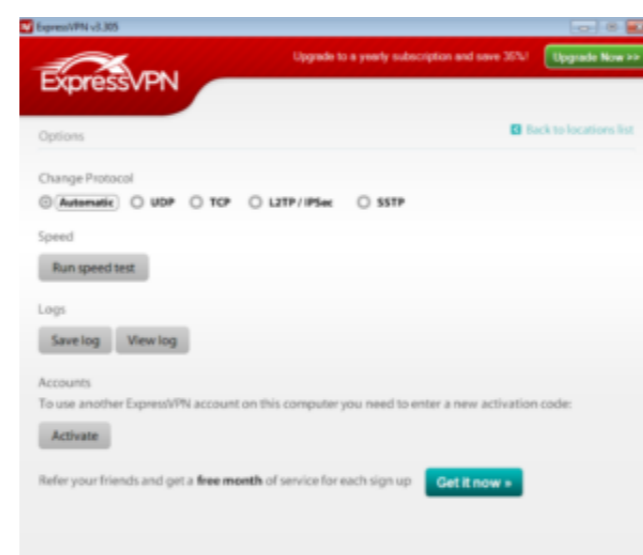 ExpressVPN v3.305
Upgrade to a yearly subscription and save 35%!
Upgrade Now >>
ExpressVPN
Options
Back to locations list
Change Protocol
Automatic UDP TCP L2TP / IPSec SSTP
Speed
Run speed test
Logs
Save log View log
Accounts
To use another ExpressVPN account on this computer you need to enter a new activation code:
Activate
Refer your friends and get a free month of service for each sign up Get it now »